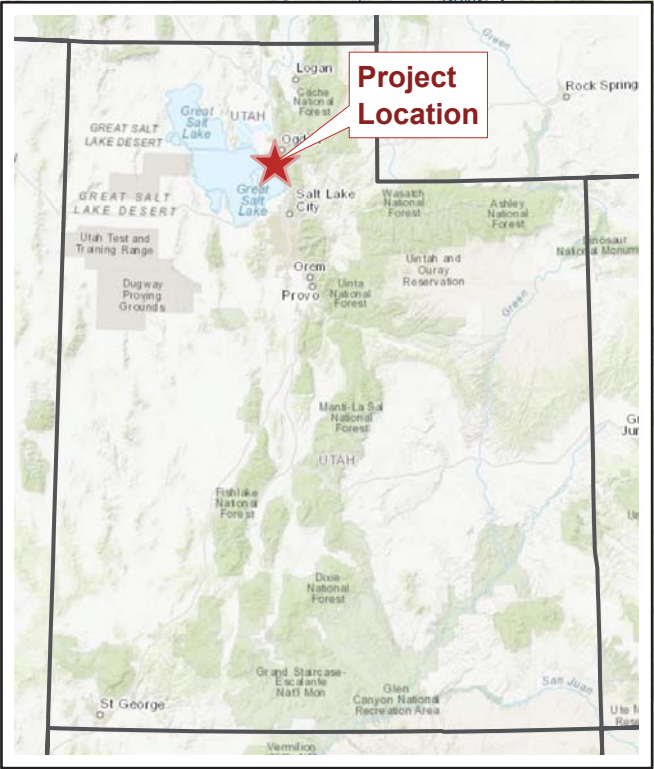 Green
Logan
Cache
National
Forest
Project
Location
Rock Spring
Great
Salt
Lake
UTAH
GREAT SALT
LAKE DESERT
Ogd
GREAT SALT
LAKE DESERT
Great
Salt
Lake
Salt Lake
City
Wasatch
National
Forest
Ashley
National
Forest
Utah Test and
Training Range
Dinosaur
National Monum
Orem
Provo
Uinta
National
Forest
Uintah and
Ouray
Reservation
Dugway
Proving
Grounds
Green
Manti-La Sal
National
Forest
Gr
Jun
UTAH
Fishlake
National
Forest
Dixie
National
Forest
Grand Staircase-
Escalante
Nat'l Mon
Glen
Canyon National
Recreation Area
San Juan
St George
Ute M
Rese
Vermilion